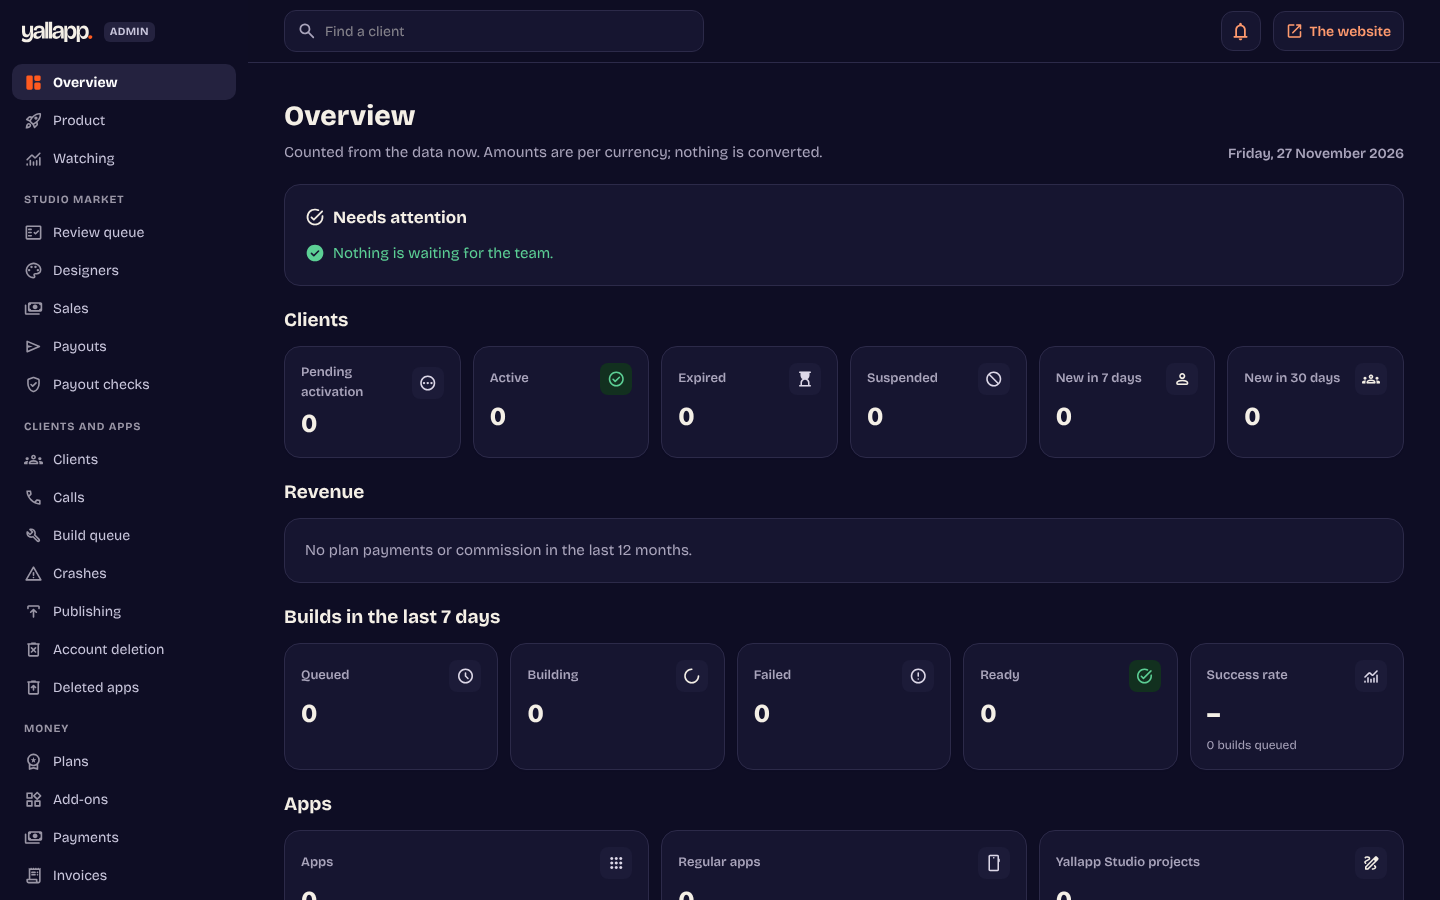 yallapp.
ADMIN
Find a client
The website
Overview
Product
Watching
STUDIO MARKET
Review queue
Designers
Sales
Payouts
Payout checks
CLIENTS AND APPS
Clients
Calls
Build queue
Crashes
Publishing
Account deletion
Deleted apps
MONEY
Plans
Add-ons
Payments
Invoices
Overview
Counted from the data now. Amounts are per currency; nothing is converted.
Friday, 27 November 2026
Needs attention
Nothing is waiting for the team.
Clients
Pending
activation
0
Active
0
Expired
0
Suspended
0
New in 7 days
0
New in 30 days
0
Revenue
No plan payments or commission in the last 12 months.
Builds in the last 7 days
Queued
0
Building
0
Failed
0
Ready
0
Success rate
–
0 builds queued
Apps
Apps
0
Regular apps
0
Yallapp Studio projects
0